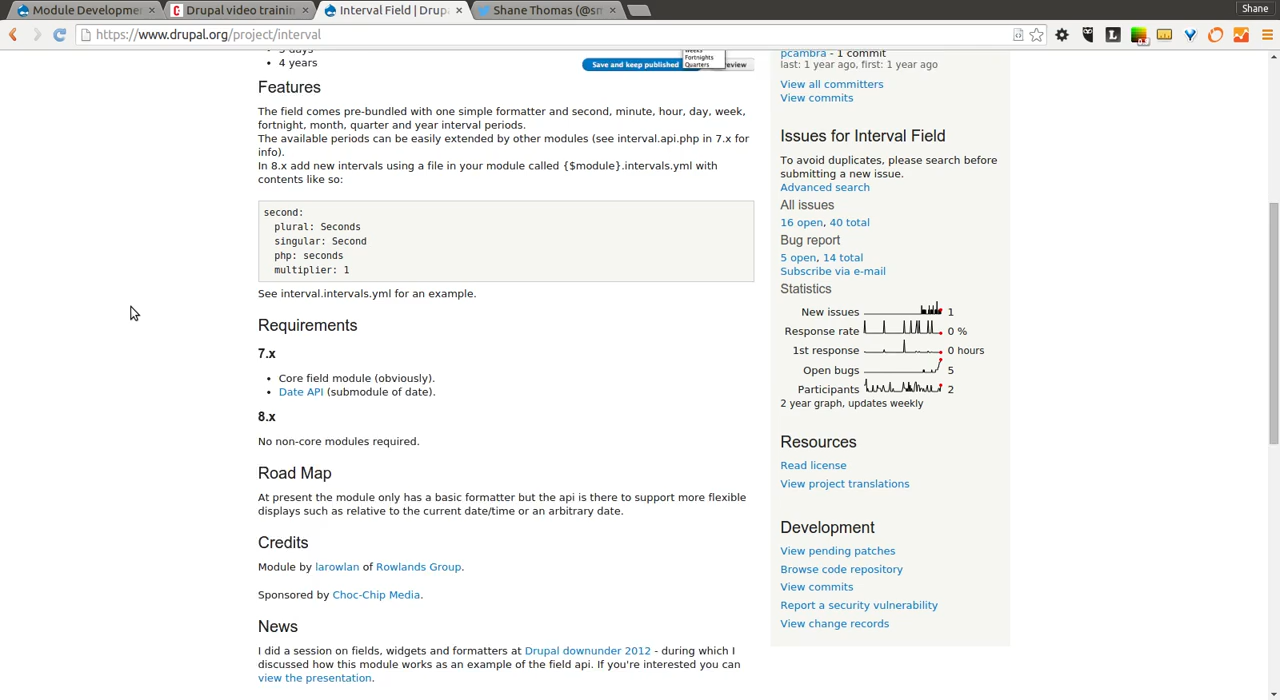 Module Developme
Drupal video trainin
Interval Field | Drup
Shane Thomas (@sm
Shane
https://www.drupal.org/project/interval
3 days
4 years
Weeks
Fortnights
Quarters
Save and keep published
Features
The field comes pre-bundled with one simple formatter and second, minute, hour, day, week,
fortnight, month, quarter and year interval periods.
The available periods can be easily extended by other modules (see interval.api.php in 7.x for
info).
In 8.x add new intervals using a file in your module called {$module}.intervals.yml with
contents like so:
second:
plural: Seconds
singular: Second
php: seconds
multiplier: 1
See interval.intervals.yml for an example.
Requirements
7.x
Core field module (obviously).
Date API (submodule of date).
8.x
No non-core modules required.
Road Map
At present the module only has a basic formatter but the api is there to support more flexible
displays such as relative to the current date/time or an arbitrary date.
Credits
Module by larowlan of Rowlands Group.
Sponsored by Choc-Chip Media.
News
I did a session on fields, widgets and formatters at Drupal downunder 2012 - during which I
discussed how this module works as an example of the field api. If you're interested you can
view the presentation.
pcambra - 1 commit
last: 1 year ago, first: 1 year ago
View all committers
View commits
Issues for Interval Field
To avoid duplicates, please search before
submitting a new issue.
Advanced search
All issues
16 open, 40 total
Bug report
5 open, 14 total
Subscribe via e-mail
Statistics
New issues 1
Response rate 0 %
1st response 0 hours
Open bugs 5
Participants 2
2 year graph, updates weekly
Resources
Read license
View project translations
Development
View pending patches
Browse code repository
View commits
Report a security vulnerability
View change records